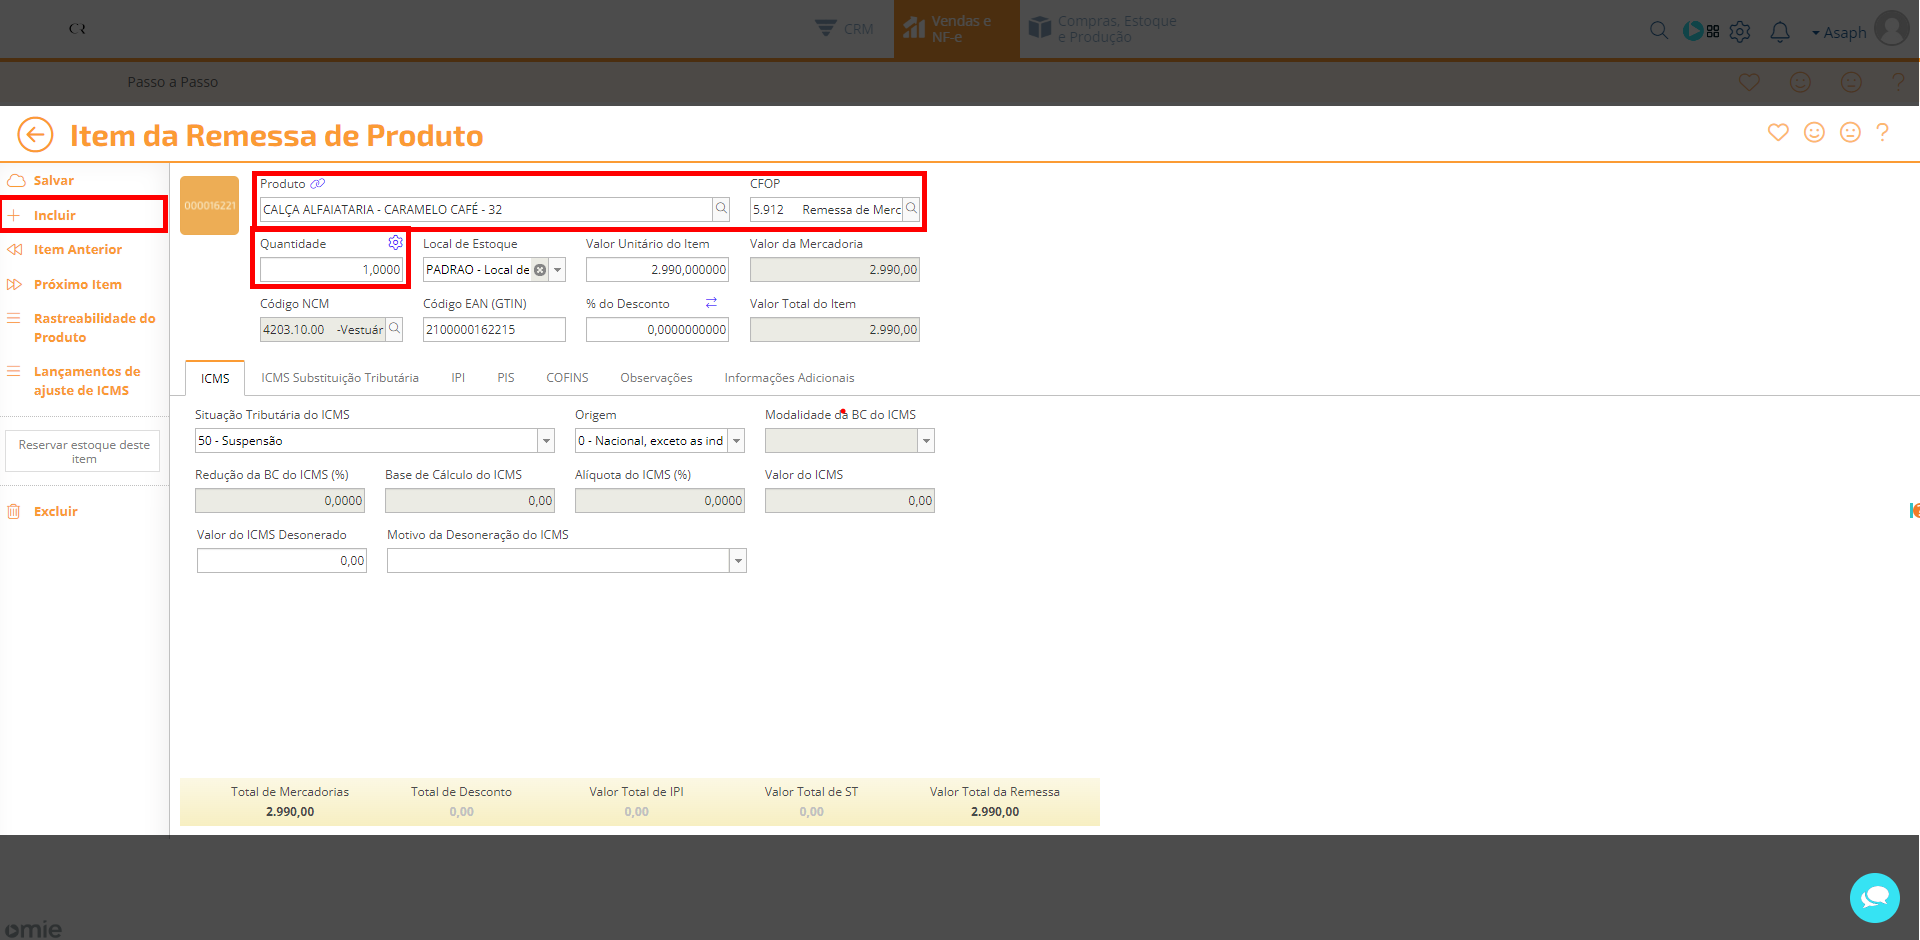 CR
CRM
Vendas e
NF-e
Compras, Estoque
e Produção
Asaph
Passo a Passo
Item da Remessa de Produto
Salvar
Incluir
Item Anterior
Próximo Item
Rastreabilidade do
Produto
Lançamentos de
ajuste de ICMS
Reservar estoque deste
item
Excluir
000016221
Produto
CFOP
CALÇA ALFAIATARIA - CARAMELO CAFÉ - 32
5.912 Remessa de Merc
Quantidade
Local de Estoque
Valor Unitário do Item
Valor da Mercadoria
1,0000
PADRAO - Local de
2.990,000000
2.990,00
Código NCM
Código EAN (GTIN)
% do Desconto
Valor Total do Item
4203.10.00 -Vestuár
2100000162215
0,0000000000
2.990,00
ICMS
ICMS Substituição Tributária
IPI
PIS
COFINS
Observações
Informações Adicionais
Situação Tributária do ICMS
Origem
Modalidade da BC do ICMS
50 - Suspensão
0 - Nacional, exceto as ind
Redução da BC do ICMS (%)
Base de Cálculo do ICMS
Alíquota do ICMS (%)
Valor do ICMS
0,0000
0,00
0,0000
0,00
Valor do ICMS Desonerado
Motivo da Desoneração do ICMS
0,00
Total de Mercadorias
Total de Desconto
Valor Total de IPI
Valor Total de ST
Valor Total da Remessa
2.990,00
0,00
0,00
0,00
2.990,00
omie